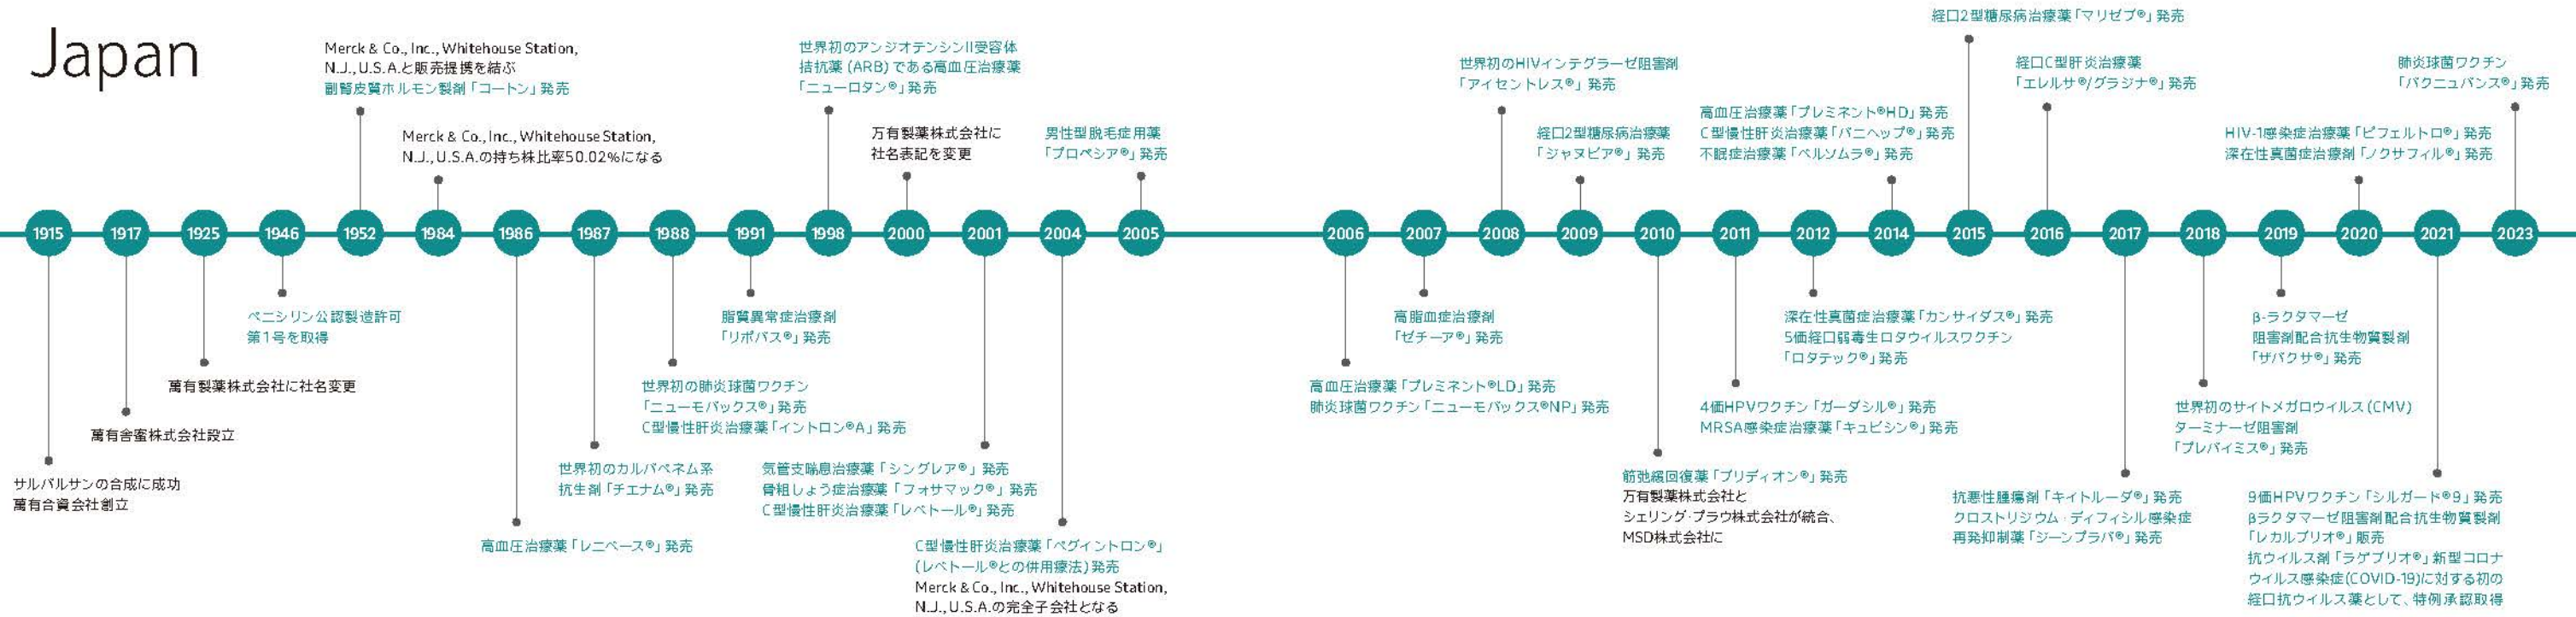 Japan
1915
サルバルサンの合成に成功
萬有合資会社創立
1917
萬有舎蜜株式会社設立
1925
萬有製薬株式会社に社名変更
1946
ペニシリン公認製造許可
第1号を取得
1952
Merck & Co., Inc., Whitehouse Station,
N.J., U.S.A.と販売提携を結ぶ
副腎皮質ホルモン製剤「コートン」発売
1984
Merck & Co., Inc., Whitehouse Station,
N.J., U.S.A.の持ち株比率50.02%になる
1986
高血圧治療薬「レニベース®」発売
1987
世界初のカルバペネム系
抗生剤「チエナム®」発売
1988
世界初の肺炎球菌ワクチン
「ニューモバックス®」発売
C型慢性肝炎治療薬「イントロン®A」発売
1991
脂質異常症治療剤
「リポバス®」発売
1998
世界初のアンジオテンシンII受容体
拮抗薬 (ARB) である高血圧治療薬
「ニューロタン®」発売
2000
万有製薬株式会社に
社名表記を変更
2001
気管支喘息治療薬「シングレア®」発売
骨粗しょう症治療薬「フォサマック®」発売
C型慢性肝炎治療薬「レベトール®」発売
2004
C型慢性肝炎治療薬「ペグイントロン®」
(レベトール®との併用療法)発売
Merck & Co., Inc., Whitehouse Station,
N.J., U.S.A.の完全子会社となる
2005
男性型脱毛症用薬
「プロペシア®」発売
2006
高血圧治療薬「プレミネント®LD」発売
肺炎球菌ワクチン「ニューモバックス®NP」発売
2007
高脂血症治療剤
「ゼチーア®」発売
2008
世界初のHIVインテグラーゼ阻害剤
「アイセントレス®」発売
2009
経口2型糖尿病治療薬
「ジャヌビア®」発売
2010
筋弛緩回復薬「ブリディオン®」発売
万有製薬株式会社と
シェリング・プラウ株式会社が統合、
MSD株式会社に
2011
4価HPVワクチン「ガーダシル®」発売
MRSA感染症治療薬「キュビシン®」発売
2012
深在性真菌症治療薬「カンサイダス®」発売
5価経口弱毒生ロタウイルスワクチン
「ロタテック®」発売
2014
高血圧治療薬「プレミネント®HD」発売
C型慢性肝炎治療薬「バニヘップ®」発売
不眠症治療薬「ベルソムラ®」発売
2015
経口2型糖尿病治療薬「マリゼブ®」発売
2016
経口C型肝炎治療薬
「エレルサ®/グラジナ®」発売
2017
抗悪性腫瘍剤「キイトルーダ®」発売
クロストリジウム・ディフィシル感染症
再発抑制薬「ジーンプラバ®」発売
2018
世界初のサイトメガロウイルス (CMV)
ターミナーゼ阻害剤
「プレバイミス®」発売
2019
β-ラクタマーゼ
阻害剤配合抗生物質製剤
「ザバクサ®」発売
2020
HIV-1感染症治療薬「ピフェルトロ®」発売
深在性真菌症治療剤「ノクサフィル®」発売
2021
9価HPVワクチン「シルガード®9」発売
βラクタマーゼ阻害剤配合抗生物質製剤
「レカルブリオ®」販売
抗ウイルス剤「ラゲブリオ®」新型コロナ
ウイルス感染症(COVID-19)に対する初の
経口抗ウイルス薬として、特例承認取得
2023
肺炎球菌ワクチン
「バクニュバンス®」発売